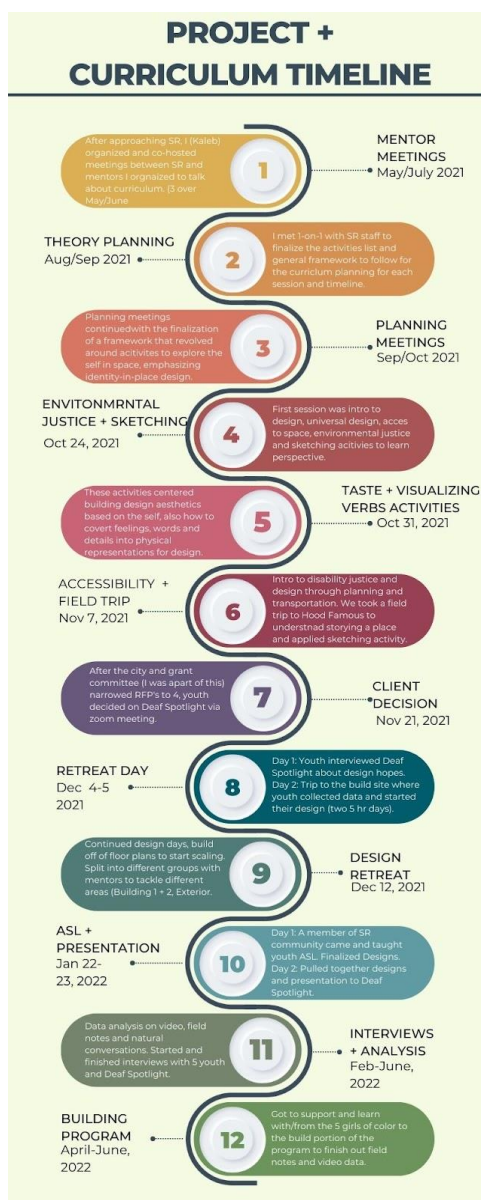 PROJECT +
CURRICULUM TIMELINE
After approaching SR, I (Kaleb)
organized and co-hosted
meetings between SR and
mentors I orgnaized to talk
about curriculum. (3 over
May/June
1
MENTOR
MEETINGS
May/July 2021
THEORY PLANNING
Aug/Sep 2021
2
I met 1-on-1 with SR staff to
finalize the activities list and
general framework to follow for
the curriclum planning for each
session and timeline.
Planning meetings
continuedwith the finalization
of a framework that revolved
around acitivites to explore the
self in space, emphasizing
identity-in-place design.
3
PLANNING
MEETINGS
Sep/Oct 2021
ENVITONMRNTAL
JUSTICE + SKETCHING
Oct 24, 2021
4
First session was intro to
design, universal design, acces
to space, environmental justice
and sketching acitivies to learn
perspective.
These activities centered
building design aesthetics
based on the self, also how to
covert feelings, words and
details into physical
representations for design.
5
TASTE + VISUALIZING
VERBS ACTIVITIES
Oct 31, 2021
ACCESSIBILITY +
FIELD TRIP
Nov 7, 2021
6
Intro to disability justice and
design through planning and
transportation. We took a field
trip to Hood Famous to
understnad storying a place
and applied sketching activity.
After the city and grant
committee (I was apart of this)
narrowed RFP's to 4, youth
decided on Deaf Spotlight via
zoom meeting.
7
CLIENT
DECISION
Nov 21, 2021
RETREAT DAY
Dec 4-5
2021
8
Day 1: Youth interviewed Deaf
Spotlight about design hopes.
Day 2: Trip to the build site where
youth collected data and started
their design (two 5 hr days).
Continued design days, build
off of floor plans to start scaling.
Split into different groups with
mentors to tackle different
areas (Building 1 + 2, Exterior.
9
DESIGN
RETREAT
Dec 12, 2021
ASL +
PRESENTATION
Jan 22-
23, 2022
10
Day 1: A member of SR
community came and taught
youth ASL. Finalized Designs.
Day 2: Pulled together designs
and presentation to Deaf
Spotlight.
Data analysis on video, field
notes and natural
conversations. Started and
finished interviews with 5 youth
and Deaf Spotlight.
11
INTERVIEWS
+ ANALYSIS
Feb-June,
2022
BUILDING
PROGRAM
April-June,
2022
12
Got to support and learn
with/from the 5 girls of color to
the build portion of the
program to finish out field
notes and video data.